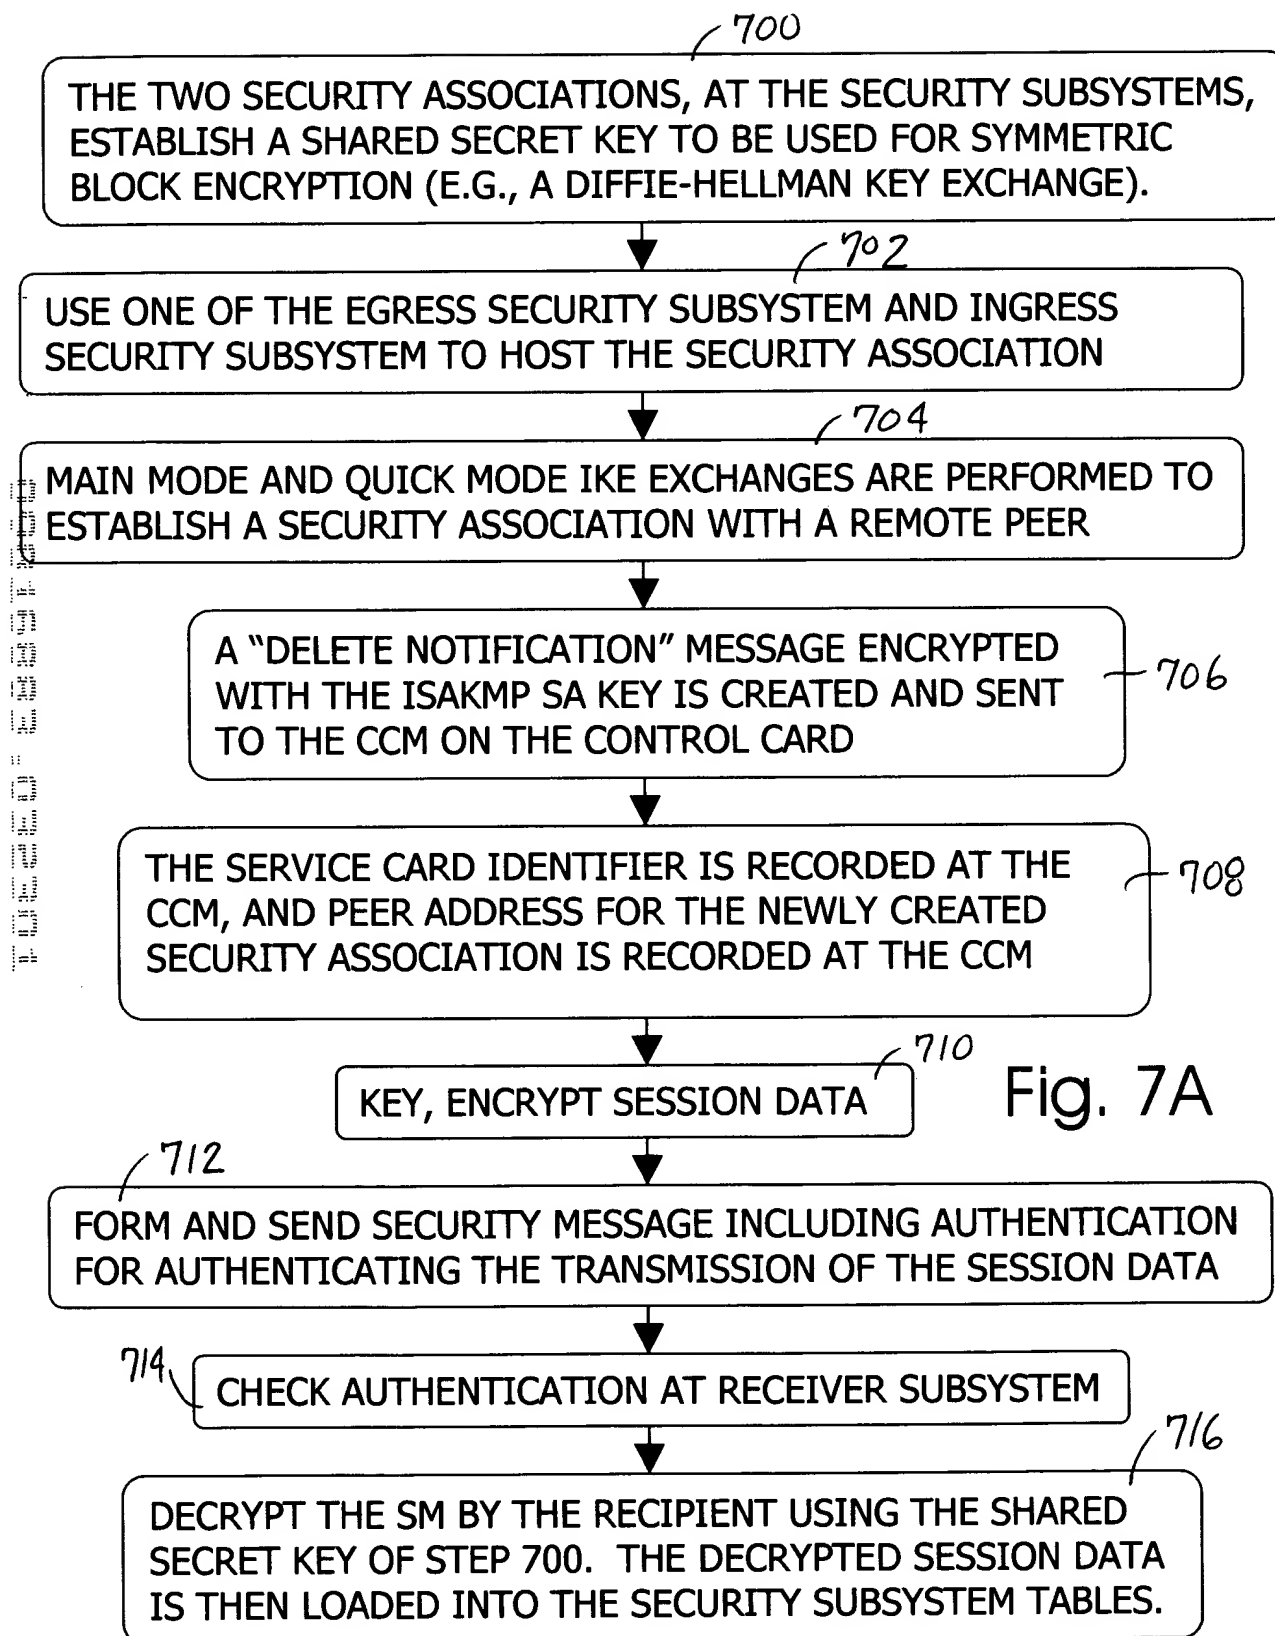 700
THE TWO SECURITY ASSOCIATIONS, AT THE SECURITY SUBSYSTEMS,
ESTABLISH A SHARED SECRET KEY TO BE USED FOR SYMMETRIC
BLOCK ENCRYPTION (E.G., A DIFFIE-HELLMAN KEY EXCHANGE).
702
USE ONE OF THE EGRESS SECURITY SUBSYSTEM AND INGRESS
SECURITY SUBSYSTEM TO HOST THE SECURITY ASSOCIATION
704
MAIN MODE AND QUICK MODE IKE EXCHANGES ARE PERFORMED TO
ESTABLISH A SECURITY ASSOCIATION WITH A REMOTE PEER
A “DELETE NOTIFICATION” MESSAGE ENCRYPTED
WITH THE ISAKMP SA KEY IS CREATED AND SENT
TO THE CCM ON THE CONTROL CARD
706
THE SERVICE CARD IDENTIFIER IS RECORDED AT THE
CCM, AND PEER ADDRESS FOR THE NEWLY CREATED
SECURITY ASSOCIATION IS RECORDED AT THE CCM
708
710
KEY, ENCRYPT SESSION DATA
Fig. 7A
712
FORM AND SEND SECURITY MESSAGE INCLUDING AUTHENTICATION
FOR AUTHENTICATING THE TRANSMISSION OF THE SESSION DATA
714
CHECK AUTHENTICATION AT RECEIVER SUBSYSTEM
716
DECRYPT THE SM BY THE RECIPIENT USING THE SHARED
SECRET KEY OF STEP 700. THE DECRYPTED SESSION DATA
IS THEN LOADED INTO THE SECURITY SUBSYSTEM TABLES.